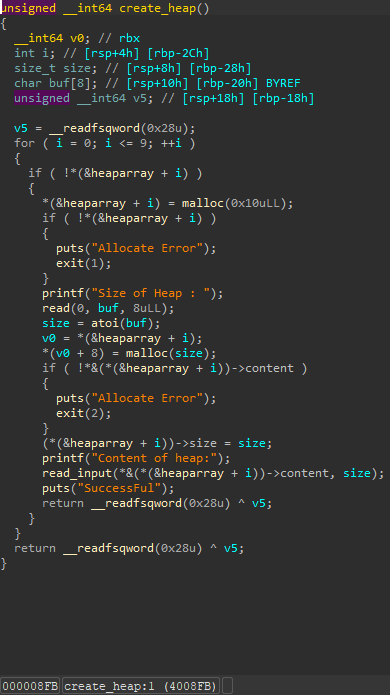 unsigned __int64 create_heap()
{
  __int64 v0; // rbx
  int i; // [rsp+4h] [rbp-2Ch]
  size_t size; // [rsp+8h] [rbp-28h]
  char buf[8]; // [rsp+10h] [rbp-20h] BYREF
  unsigned __int64 v5; // [rsp+18h] [rbp-18h]

  v5 = __readfsqword(0x28u);
  for ( i = 0; i <= 9; ++i )
  {
    if ( !*(&heaparray + i) )
    {
      *(&heaparray + i) = malloc(0x10uLL);
      if ( !*(&heaparray + i) )
      {
        puts("Allocate Error");
        exit(1);
      }
      printf("Size of Heap : ");
      read(0, buf, 8uLL);
      size = atoi(buf);
      v0 = *(&heaparray + i);
      *(v0 + 8) = malloc(size);
      if ( !*&(*(&heaparray + i))->content )
      {
        puts("Allocate Error");
        exit(2);
      }
      (*(&heaparray + i))->size = size;
      printf("Content of heap:");
      read_input(*&(*(&heaparray + i))->content, size);
      puts("SuccessFul");
      return __readfsqword(0x28u) ^ v5;
    }
  }
  return __readfsqword(0x28u) ^ v5;
}
000008FB create_heap:1 (4008FB)